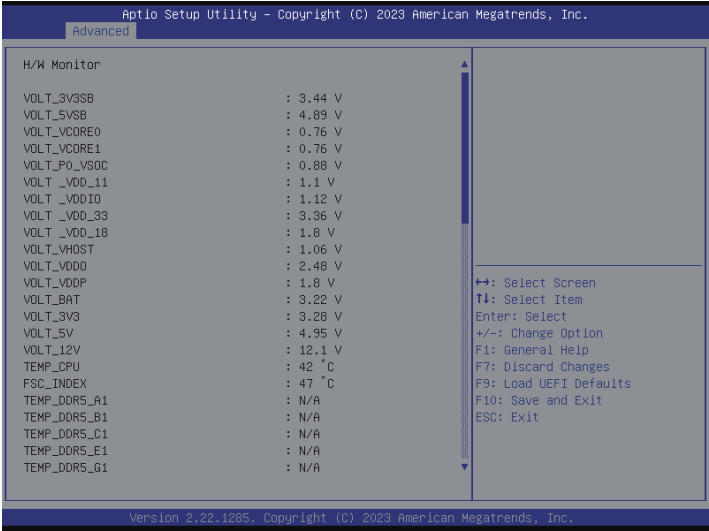 Aptio Setup Utility – Copyright (C) 2023 American Megatrends, Inc.
Advanced
H/W Monitor
VOLT_3V3SB : 3.44 V
VOLT_5VSB : 4.89 V
VOLT_VCORE0 : 0.76 V
VOLT_VCORE1 : 0.76 V
VOLT_P0_VSOC : 0.88 V
VOLT _VDD_11 : 1.1 V
VOLT _VDDIO : 1.12 V
VOLT _VDD_33 : 3.36 V
VOLT _VDD_18 : 1.8 V
VOLT_VHOST : 1.06 V
VOLT_VDDO : 2.48 V
VOLT_VDDP : 1.8 V
VOLT_BAT : 3.22 V
VOLT_3V3 : 3.28 V
VOLT_5V : 4.95 V
VOLT_12V : 12.1 V
TEMP_CPU : 42 °C
FSC_INDEX : 47 °C
TEMP_DDR5_A1 : N/A
TEMP_DDR5_B1 : N/A
TEMP_DDR5_C1 : N/A
TEMP_DDR5_E1 : N/A
TEMP_DDR5_G1 : N/A
↔: Select Screen
↑↓: Select Item
Enter: Select
+/-: Change Option
F1: General Help
F7: Discard Changes
F9: Load UEFI Defaults
F10: Save and Exit
ESC: Exit
Version 2.22.1285. Copyright (C) 2023 American Megatrends, Inc.